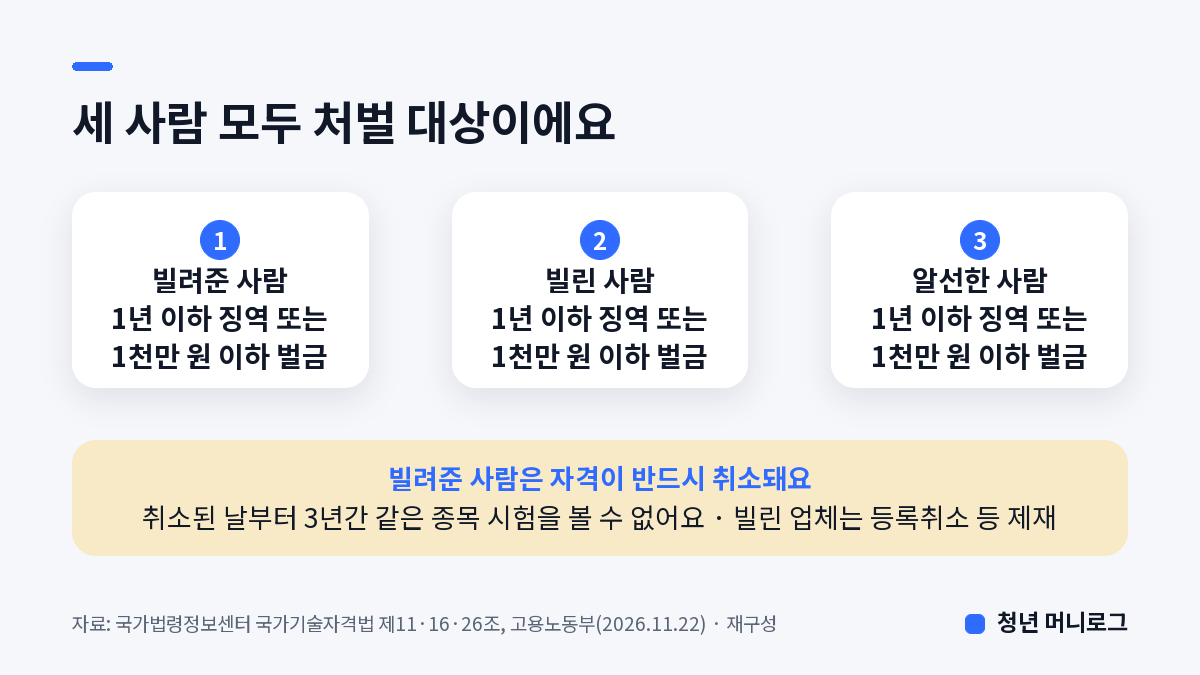 세 사람 모두 처벌 대상이에요
1
빌려준 사람
1년 이하 징역 또는
1천만 원 이하 벌금
2
빌린 사람
1년 이하 징역 또는
1천만 원 이하 벌금
3
알선한 사람
1년 이하 징역 또는
1천만 원 이하 벌금
빌려준 사람은 자격이 반드시 취소돼요
취소된 날부터 3년간 같은 종목 시험을 볼 수 없어요 · 빌린 업체는 등록취소 등 제재
자료: 국가법령정보센터 국가기술자격법 제11·16·26조, 고용노동부(2026.11.22) · 재구성
청년 머니로그